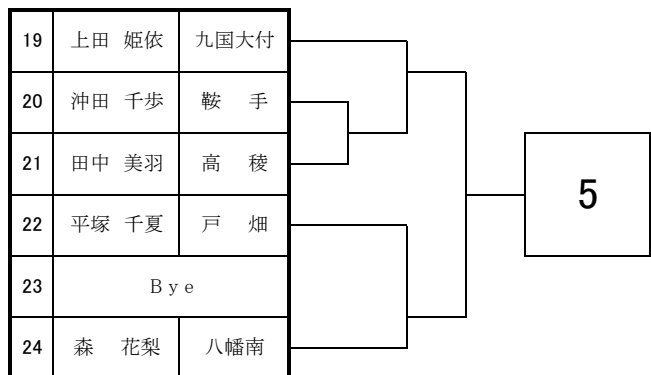 19 上田 姫依 九国大付
20 沖田 千歩 鞍 手
21 田中 美羽 高 稜
22 平塚 千夏 戸 畑
5
23 Bye
24 森 花梨 八幡南